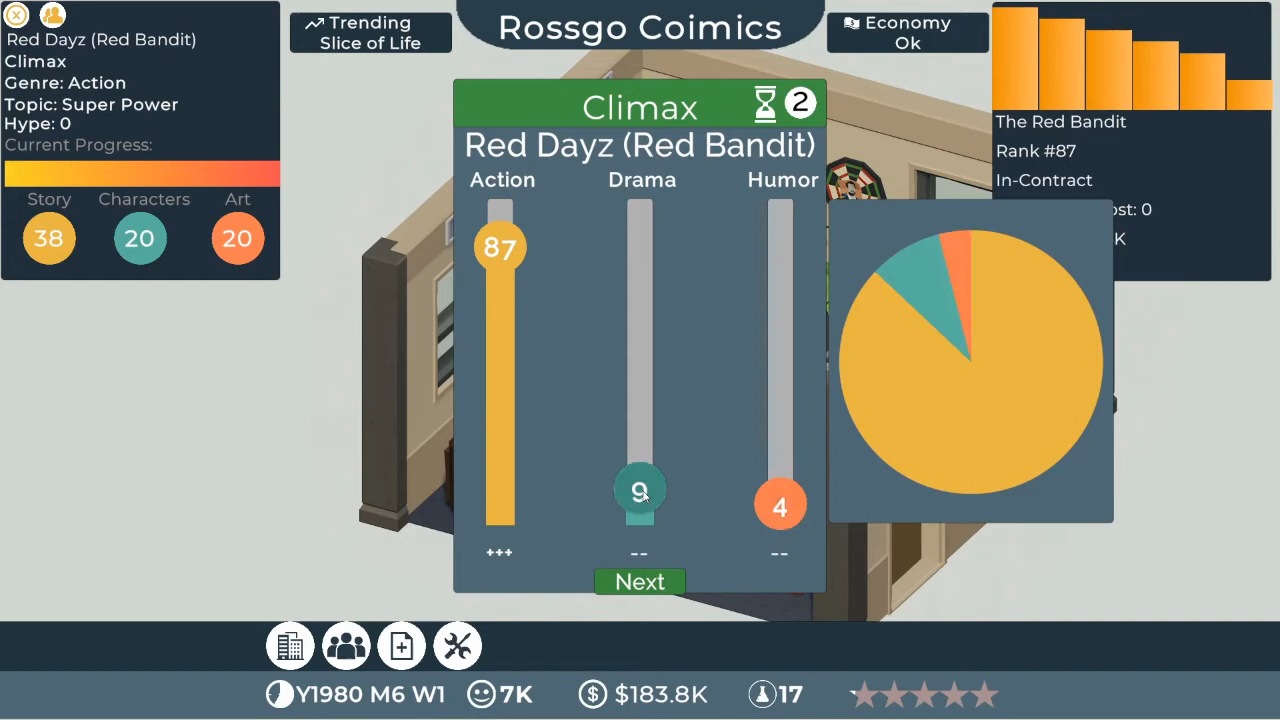 Red Dayz (Red Bandit)
Climax
Genre: Action
Topic: Super Power
Hype: 0
Current Progress:
Story Characters Art
38 20 20
Trending
Slice of Life
Rossgo Coimics
Economy
Ok
The Red Bandit
Rank #87
In-Contract
ost: 0
K
Climax 2
Red Dayz (Red Bandit)
Action Drama Humor
87
9
4
+++ -- --
Next
Y1980 M6 W1 7K $183.8K 17